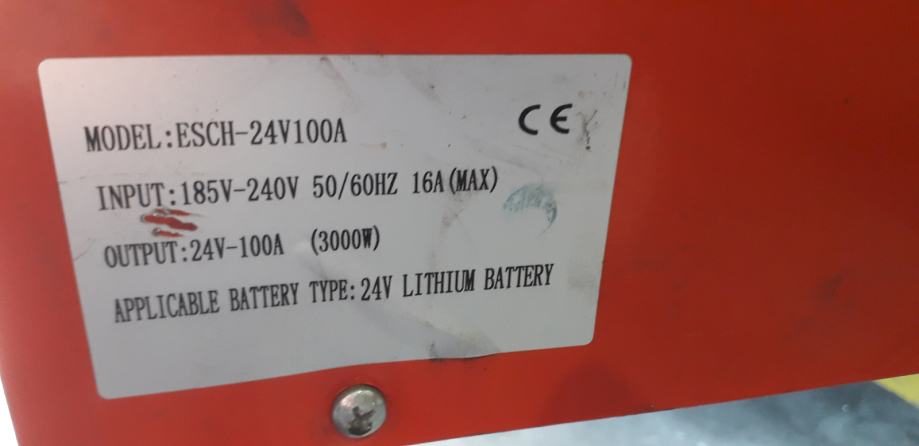 CE
MODEL:ESCH-24V100A
INPUT:185V-240V 50/60HZ 16A(MAX)
OUTPUT:24V-100A (3000W)
APPLICABLE BATTERY TYPE:24V LITHIUM BATTERY